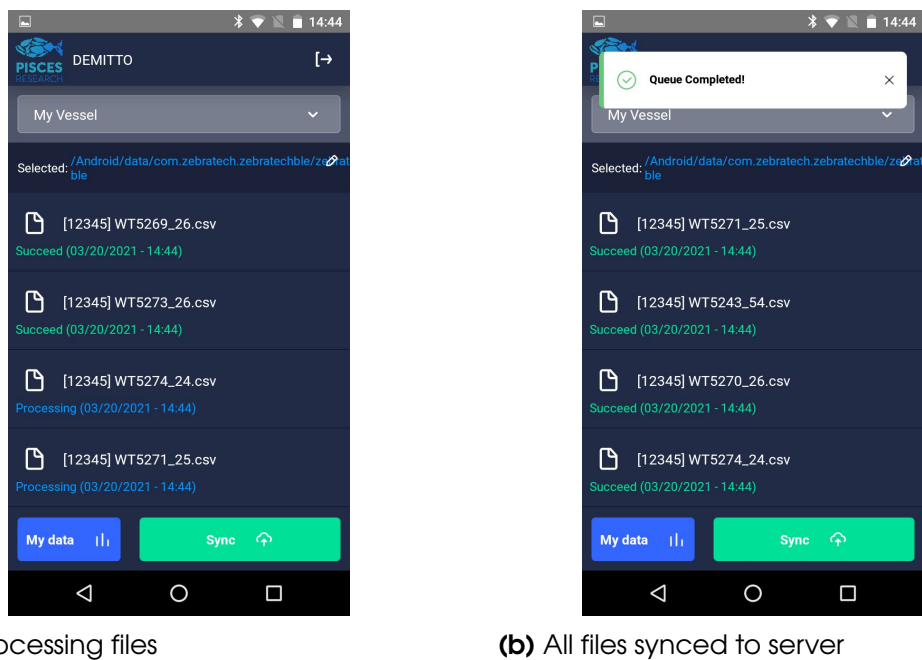 14:44
PISCES
RESEARCH
DEMITTO
My Vessel
Selected: /Android/data/com.zebratech.zebratechble/zebrat
ble
[12345] WT5269_26.csv
Succeed (03/20/2021 - 14:44)
[12345] WT5273_26.csv
Succeed (03/20/2021 - 14:44)
[12345] WT5274_24.csv
Processing (03/20/2021 - 14:44)
[12345] WT5271_25.csv
Processing (03/20/2021 - 14:44)
My data
Sync
ocessing files
14:44
Queue Completed!
My Vessel
Selected: /Android/data/com.zebratech.zebratechble/zebrat
ble
[12345] WT5271_25.csv
Succeed (03/20/2021 - 14:44)
[12345] WT5243_54.csv
Succeed (03/20/2021 - 14:44)
[12345] WT5270_26.csv
Succeed (03/20/2021 - 14:44)
[12345] WT5274_24.csv
Succeed (03/20/2021 - 14:44)
My data
Sync
(b) All files synced to server